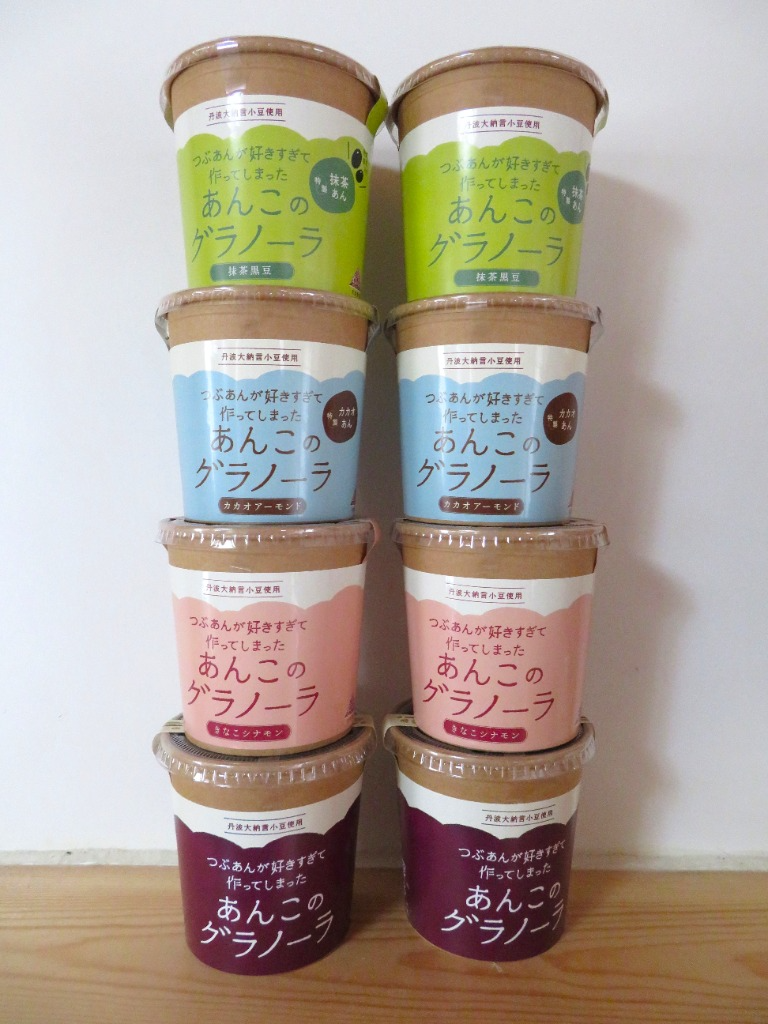 丹波大納言小豆使用
つぶあんが好きすぎて
作ってしまった
あんこの
グラノーラ
抹茶黒豆
特製
抹茶
あん
丹波大納言小豆使用
つぶあんが好きすぎて
作ってしまった
あんこの
グラノーラ
抹茶黒豆
特製
抹茶
あん
丹波大納言小豆使用
つぶあんが好きすぎて
作ってしまった
あんこの
グラノーラ
カカオアーモンド
特製
カカオ
あん
丹波大納言小豆使用
つぶあんが好きすぎて
作ってしまった
あんこの
グラノーラ
カカオアーモンド
特製
カカオ
あん
丹波大納言小豆使用
つぶあんが好きすぎて
作ってしまった
あんこの
グラノーラ
きなこシナモン
丹波大納言小豆使用
つぶあんが好きすぎて
作ってしまった
あんこの
グラノーラ
きなこシナモン
丹波大納言小豆使用
つぶあんが好きすぎて
作ってしまった
あんこの
グラノーラ
丹波大納言小豆使用
つぶあんが好きすぎて
作ってしまった
あんこの
グラノーラ